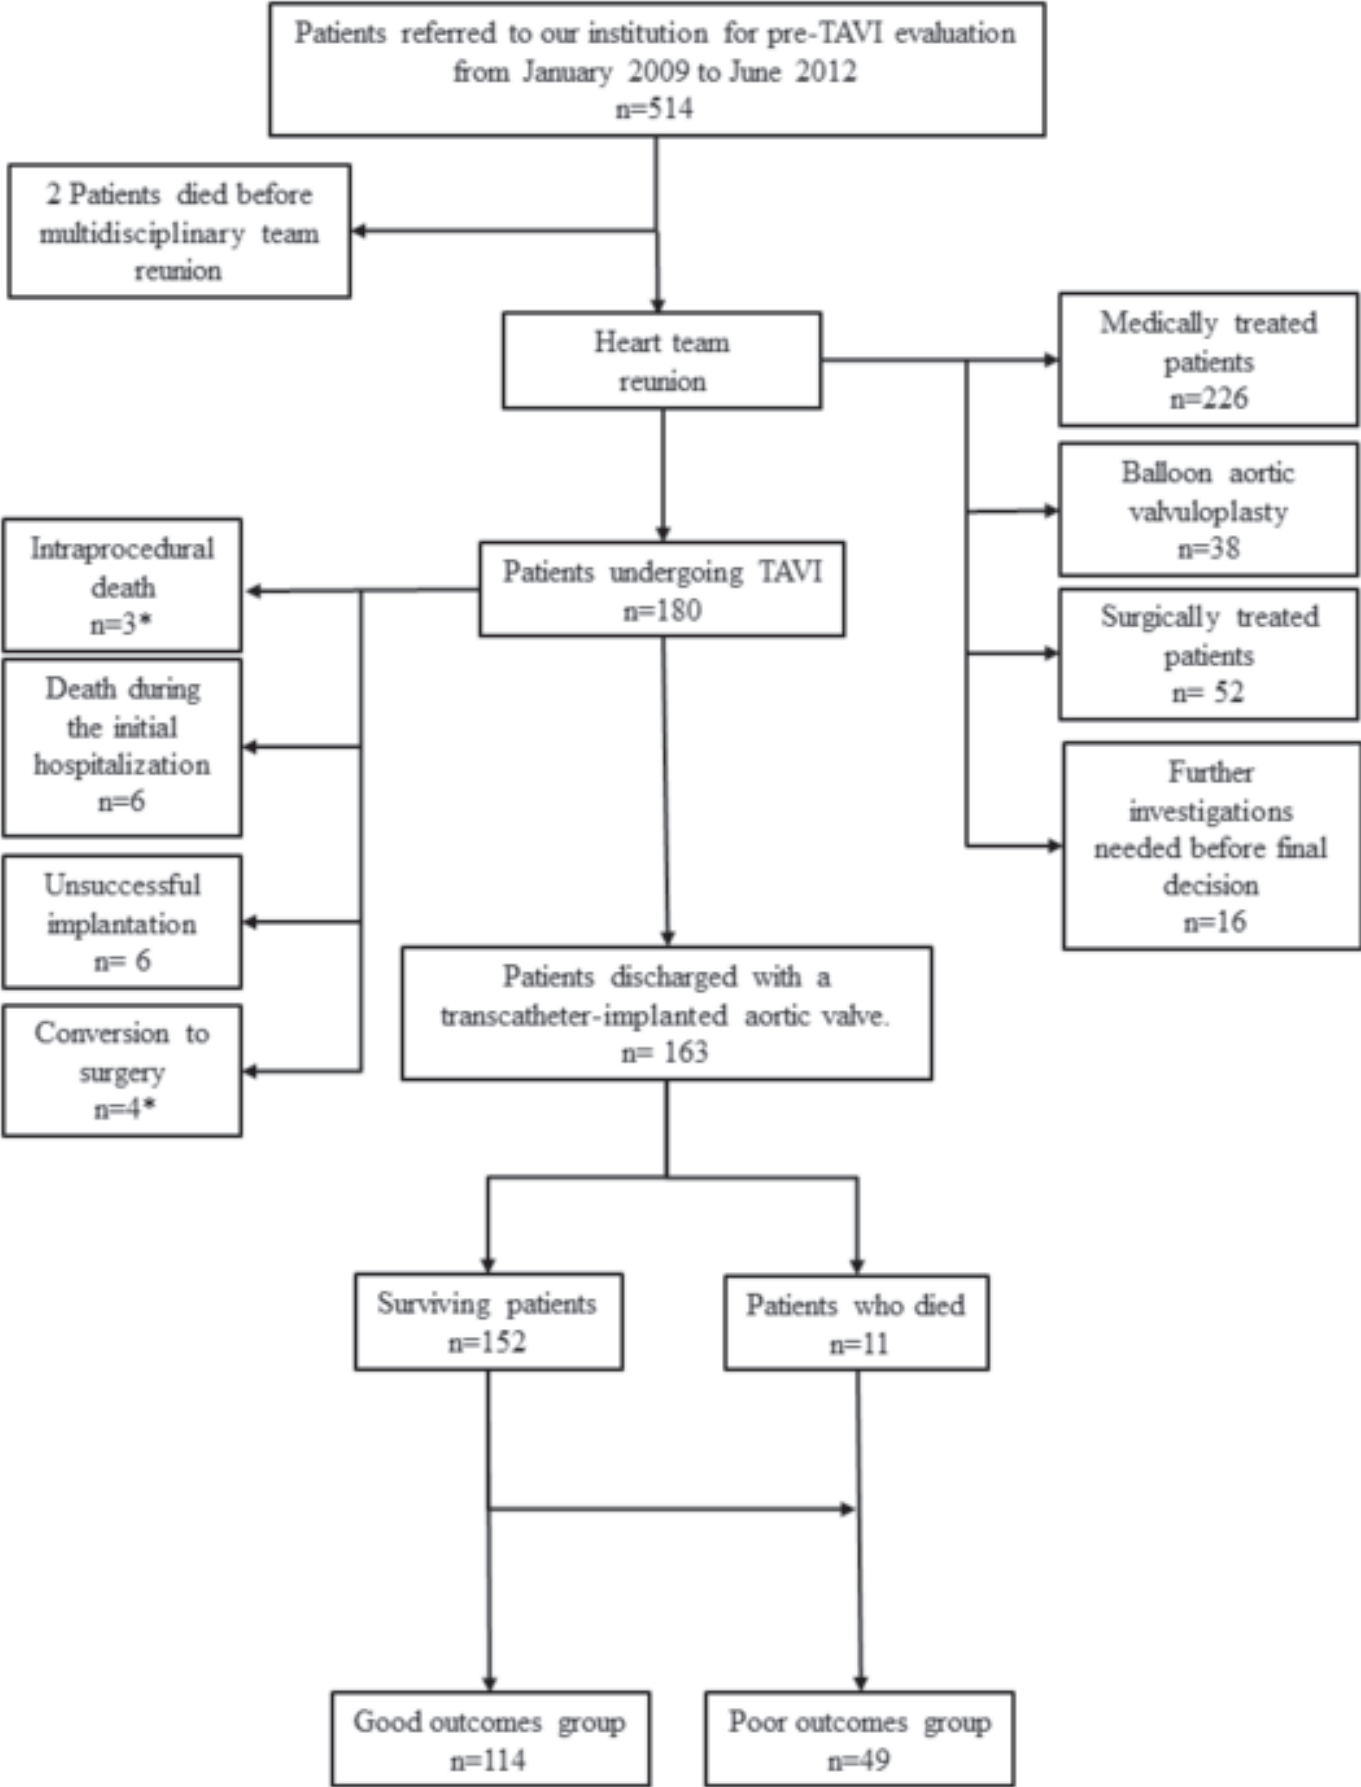 Patients referred to our institution for pre-TAVI evaluation
from January 2009 to June 2012
n=514
2 Patients died before
multidisciplinary team
reunion
Heart team
reunion
Medically treated
patients
n=226
Balloon aortic
valvuloplasty
n=38
Surgically treated
patients
n= 52
Further
investigations
needed before final
decision
n=16
Patients undergoing TAVI
n=180
Intraprocedural
death
n=3*
Death during
the initial
hospitalization
n=6
Unsuccessful
implantation
n= 6
Conversion to
surgery
n=4*
Patients discharged with a
transcatheter-implanted aortic valve.
n= 163
Surviving patients
n=152
Patients who died
n=11
Good outcomes group
n=114
Poor outcomes group
n=49